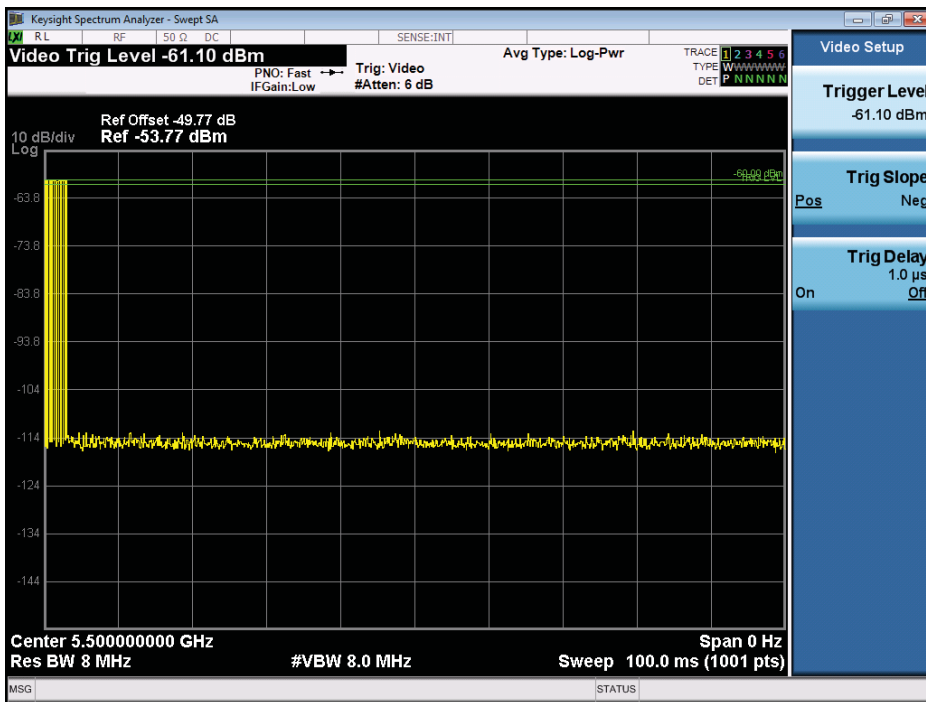 Keysight Spectrum Analyzer - Swept SA
LXI RL RF 50 Ω DC SENSE:INT
Video Trig Level -61.10 dBm
PNO: Fast
IFGain:Low
Trig: Video
#Atten: 6 dB
Avg Type: Log-Pwr
TRACE 1 2 3 4 5 6
TYPE WWWWWW
DET P N N N N N
Ref Offset -49.77 dB
10 dB/div Ref -53.77 dBm
Log
-63.8
-73.8
-83.8
-93.8
-104
-114
-124
-134
-144
Center 5.500000000 GHz Span 0 Hz
Res BW 8 MHz #VBW 8.0 MHz Sweep 100.0 ms (1001 pts)
MSG STATUS
Video Setup
Trigger Level
-61.10 dBm
Trig Slope
Pos Neg
Trig Delay
1.0 µs
On Off